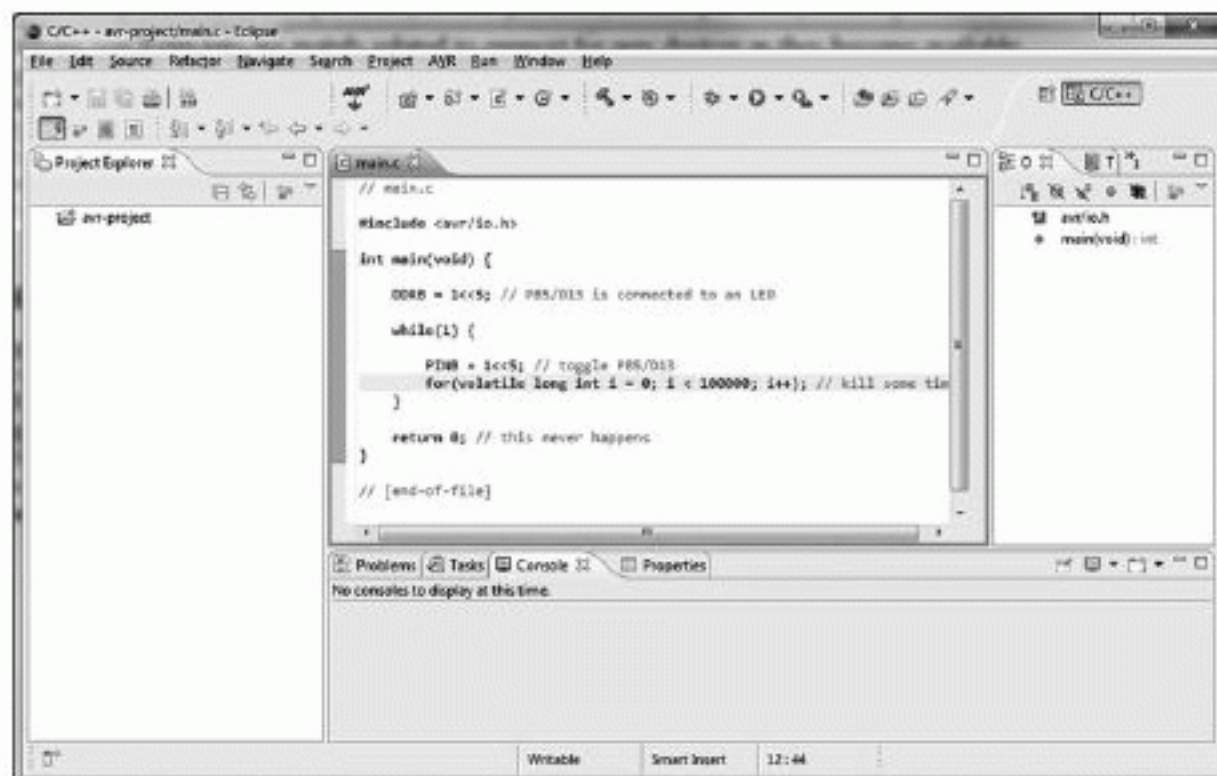 C/C++ - avr-project/main.c - Eclipse
File Edit Source Refactor Navigate Search Project AVR Run Window Help
C/C++
Project Explorer
avr-project
main.c
// main.c
#include <avr/io.h>
int main(void) {
DDRB = 1<<5; // PB5/D13 is connected to an LED
while(1) {
PINB = 1<<5; // toggle PB5/D13
for(volatile long int i = 0; i < 100000; i++); // kill some tim
}
return 0; // this never happens
}
// [end-of-file]
O
T
avr/io.h
main(void) : int
Problems Tasks Console Properties
No consoles to display at this time.
Writable Smart Insert 12:44